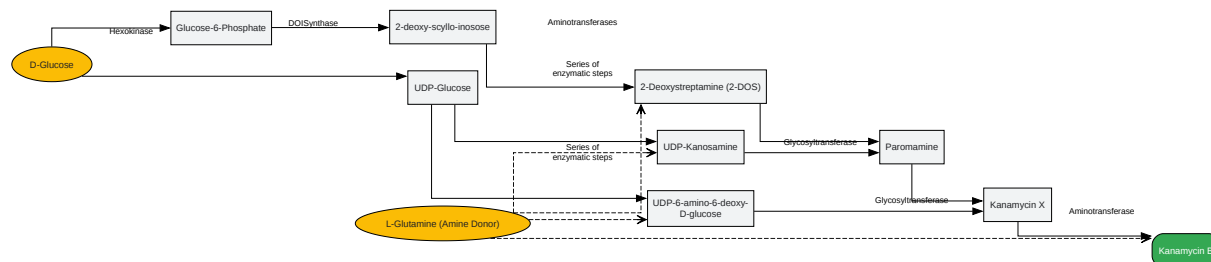 Aminotransferases
Glucose-6-Phosphate
DOISynthase
2-deoxy-scyllo-inosose
Hexokinase
D-Glucose
Series of
enzymatic steps
UDP-Glucose
2-Deoxystreptamine (2-DOS)
Series of
enzymatic steps
UDP-Kanosamine
Glycosyltransferase
Paromamine
UDP-6-amino-6-deoxy-
D-glucose
Glycosyltransferase
Kanamycin X
Aminotransferase
L-Glutamine (Amine Donor)
Kanamycin